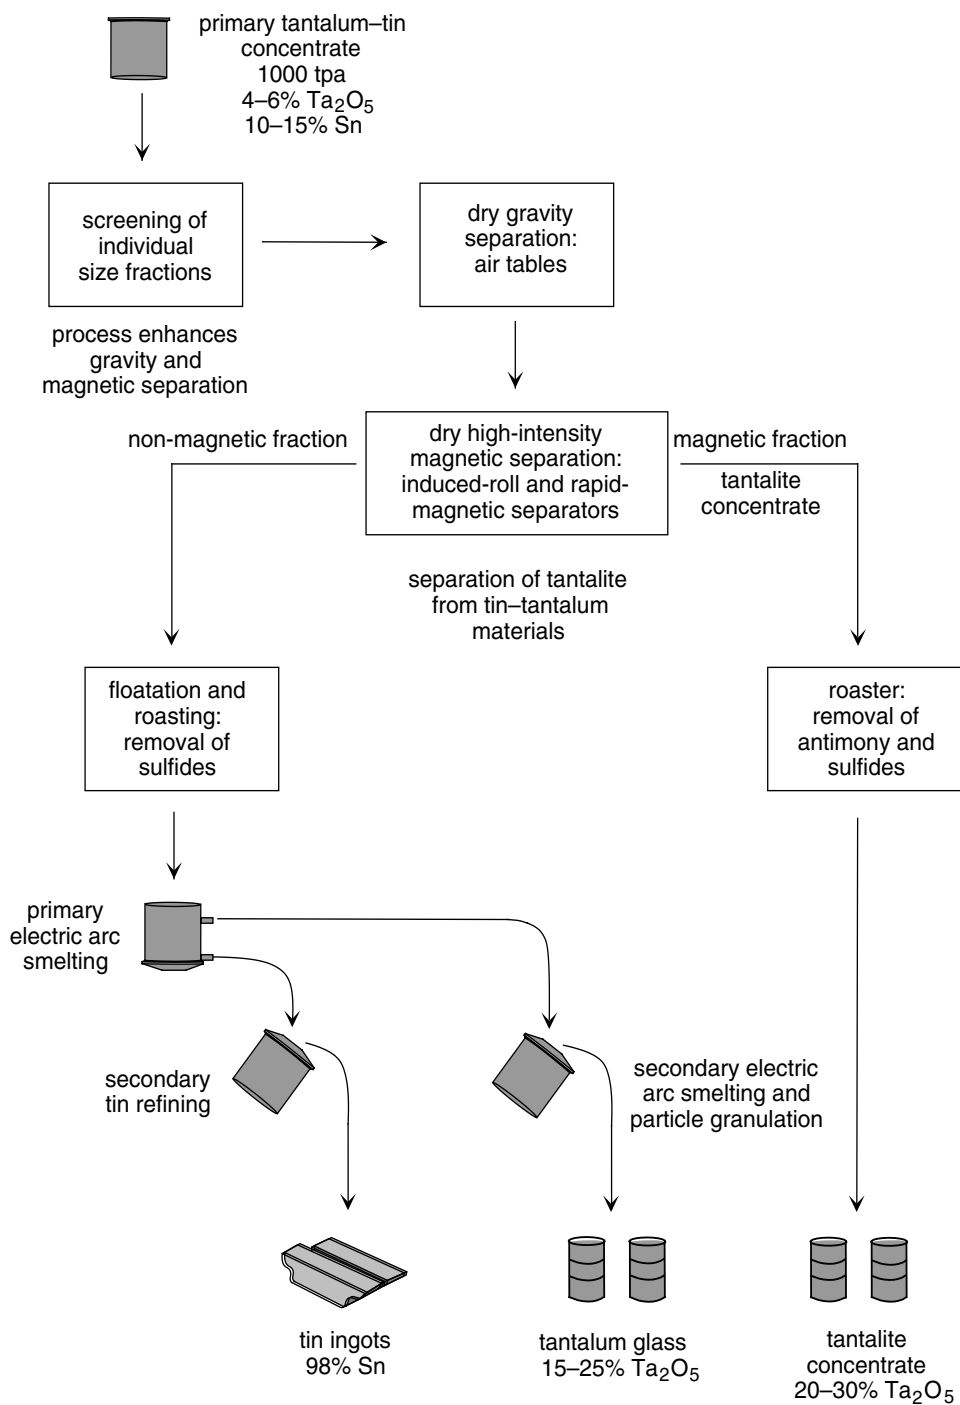 primary tantalum–tin
concentrate
1000 tpa
4–6% Ta₂O₅
10–15% Sn
screening of
individual
size fractions
dry gravity
separation:
air tables
process enhances
gravity and
magnetic separation
non-magnetic fraction
dry high-intensity
magnetic separation:
induced-roll and rapid-
magnetic separators
magnetic fraction
tantalite
concentrate
separation of tantalite
from tin–tantalum
materials
floatation and
roasting:
removal of
sulfides
roaster:
removal of
antimony and
sulfides
primary
electric arc
smelting
secondary
tin refining
secondary electric
arc smelting and
particle granulation
tin ingots
98% Sn
tantalum glass
15–25% Ta₂O₅
tantalite
concentrate
20–30% Ta₂O₅